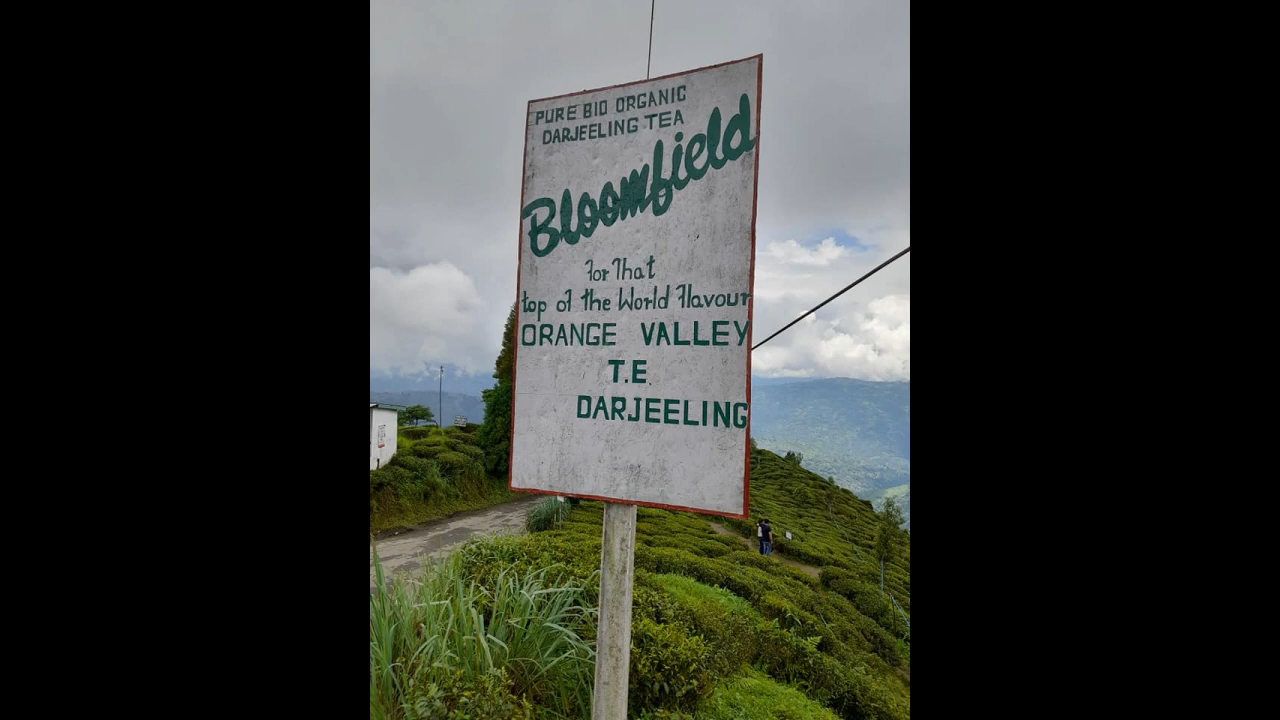 PURE BIO ORGANIC
DARJEELING TEA
Bloomfield
For That
top of the World Flavour
ORANGE VALLEY
T.E.
DARJEELING